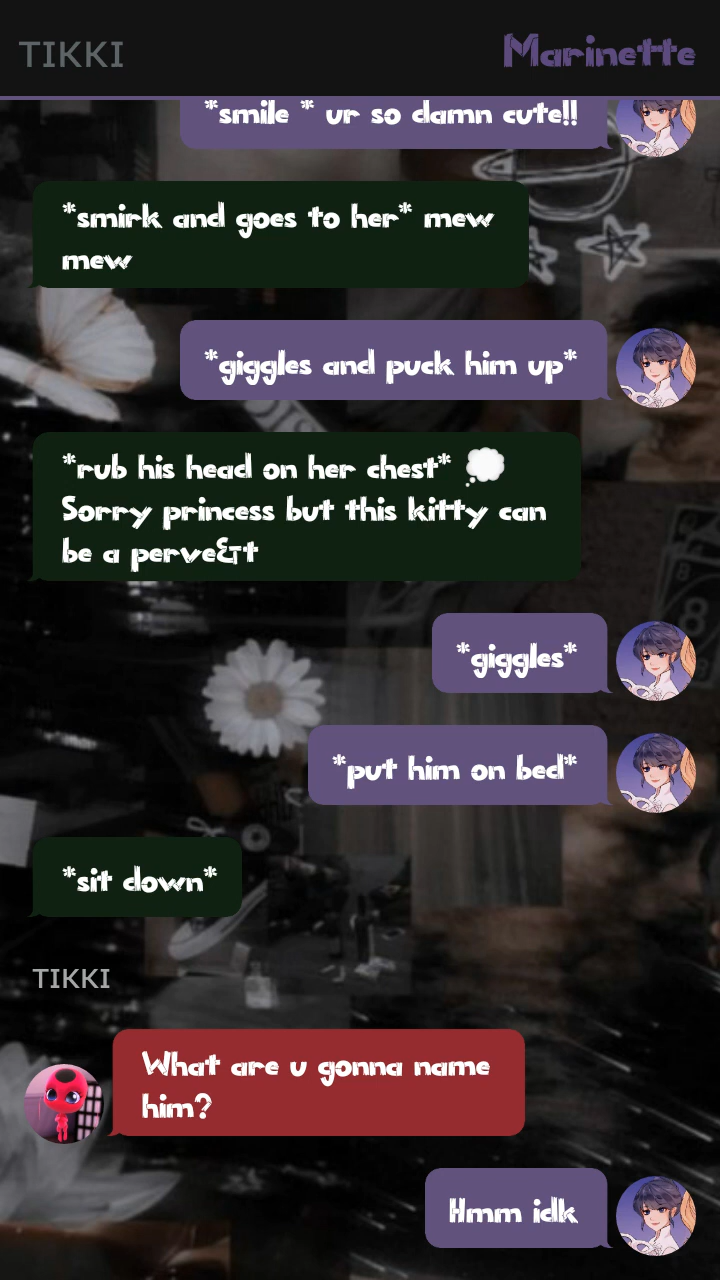 TIKKI
Marinette
*smile * ur so damn cute!!
*smirk and goes to her* mew
mew
*giggles and puck him up*
*rub his head on her chest* 💭
Sorry princess but this kitty can
be a perve&t
*giggles*
*put him on bed*
*sit down*
TIKKI
What are u gonna name
him?
Hmm idk